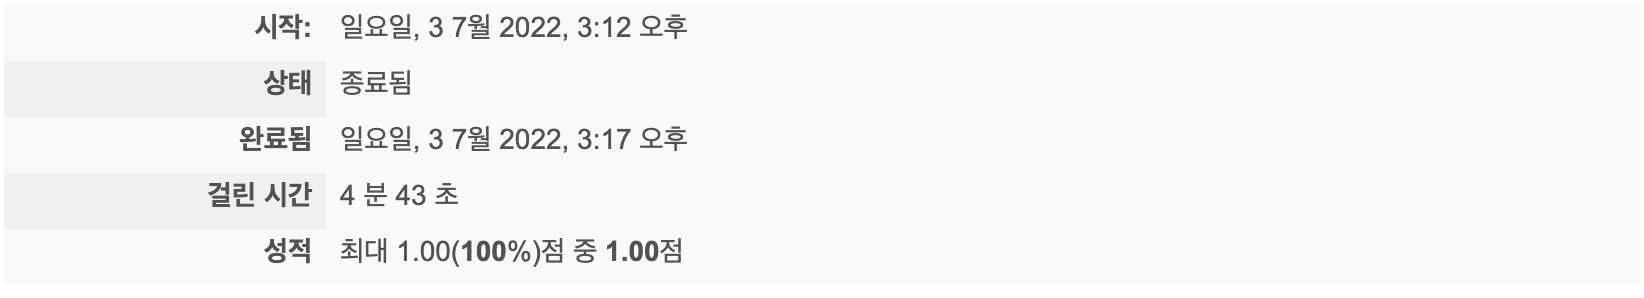 시작: 일요일, 3 7월 2022, 3:12 오후
상태 종료됨
완료됨 일요일, 3 7월 2022, 3:17 오후
걸린 시간 4 분 43 초
성적 최대 1.00(100%)점 중 1.00점